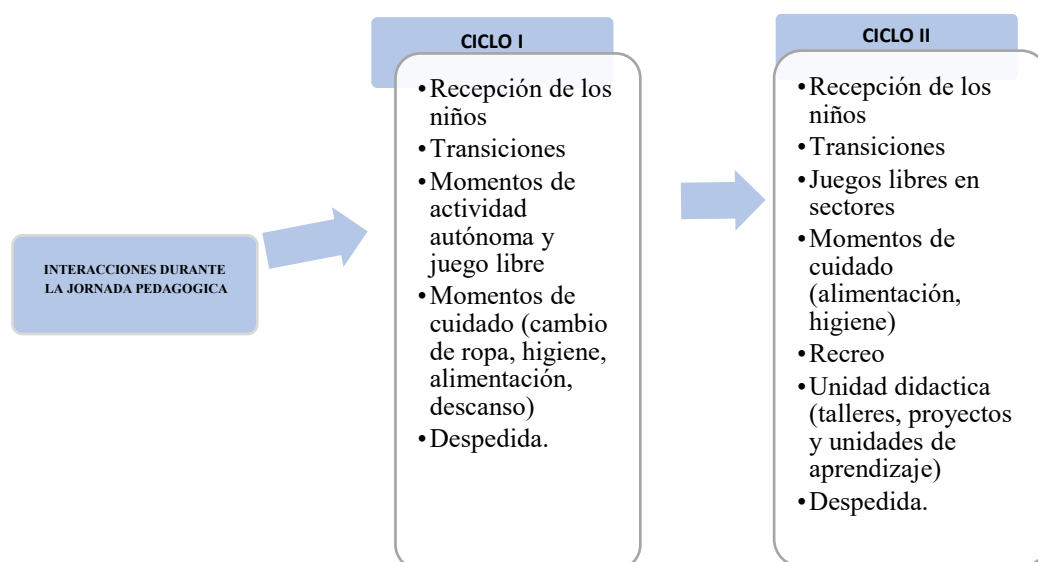 INTERACCIONES DURANTE
LA JORNADA PEDAGOGICA
CICLO I
•Recepción de los
niños
•Transiciones
•Momentos de
actividad
autónoma y
juego libre
•Momentos de
cuidado (cambio
de ropa, higiene,
alimentación,
descanso)
•Despedida.
CICLO II
•Recepción de los
niños
•Transiciones
•Juegos libres en
sectores
•Momentos de
cuidado
(alimentación,
higiene)
•Recreo
•Unidad didactica
(talleres, proyectos
y unidades de
aprendizaje)
•Despedida.